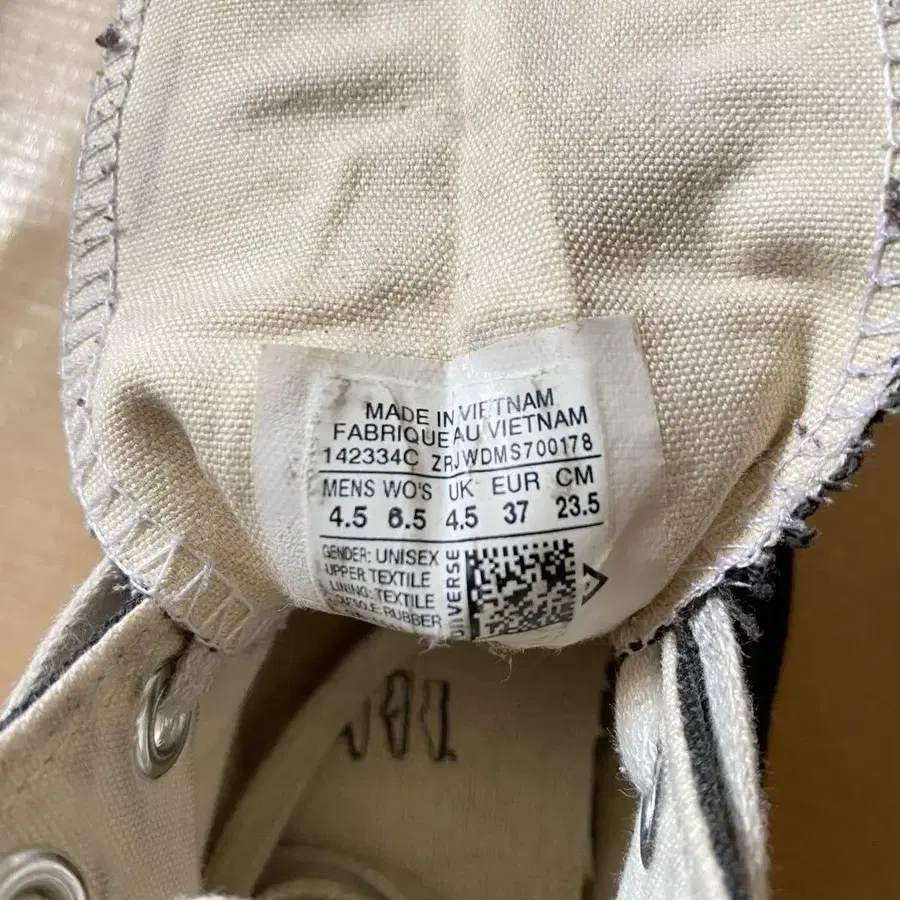 MADE IN VIETNAM
FABRIQUE AU VIETNAM
142334C ZRJWDMS700178
MENS WO'S UK EUR CM
4.5 6.5 4.5 37 23.5
GENDER: UNISEX
UPPER TEXTILE
LINING: TEXTILE
RUBBER
CONVERSE